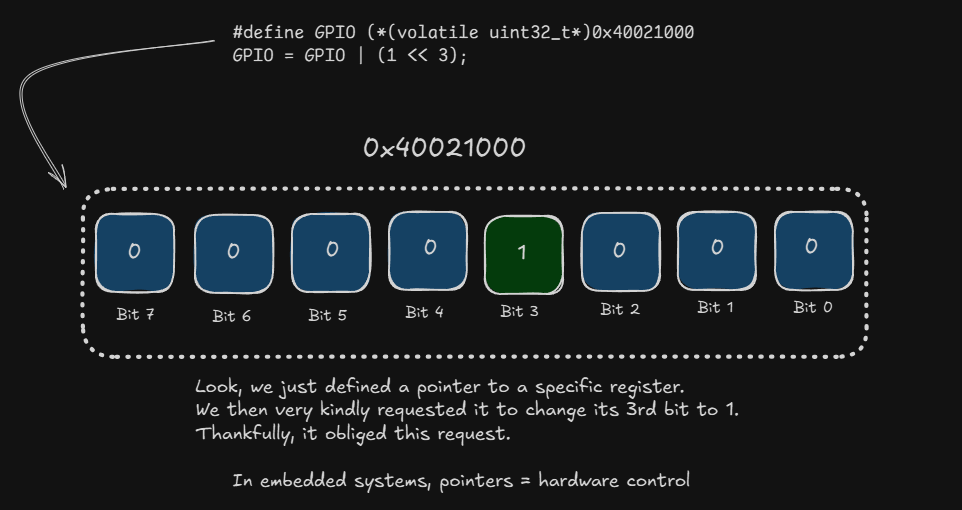 #define GPIO (*(volatile uint32_t*)0x40021000
GPIO = GPIO | (1 << 3);
0x40021000
0 0 0 0 1 0 0 0
Bit 7 Bit 6 Bit 5 Bit 4 Bit 3 Bit 2 Bit 1 Bit 0
Look, we just defined a pointer to a specific register.
We then very kindly requested it to change its 3rd bit to 1.
Thankfully, it obliged this request.
In embedded systems, pointers = hardware control